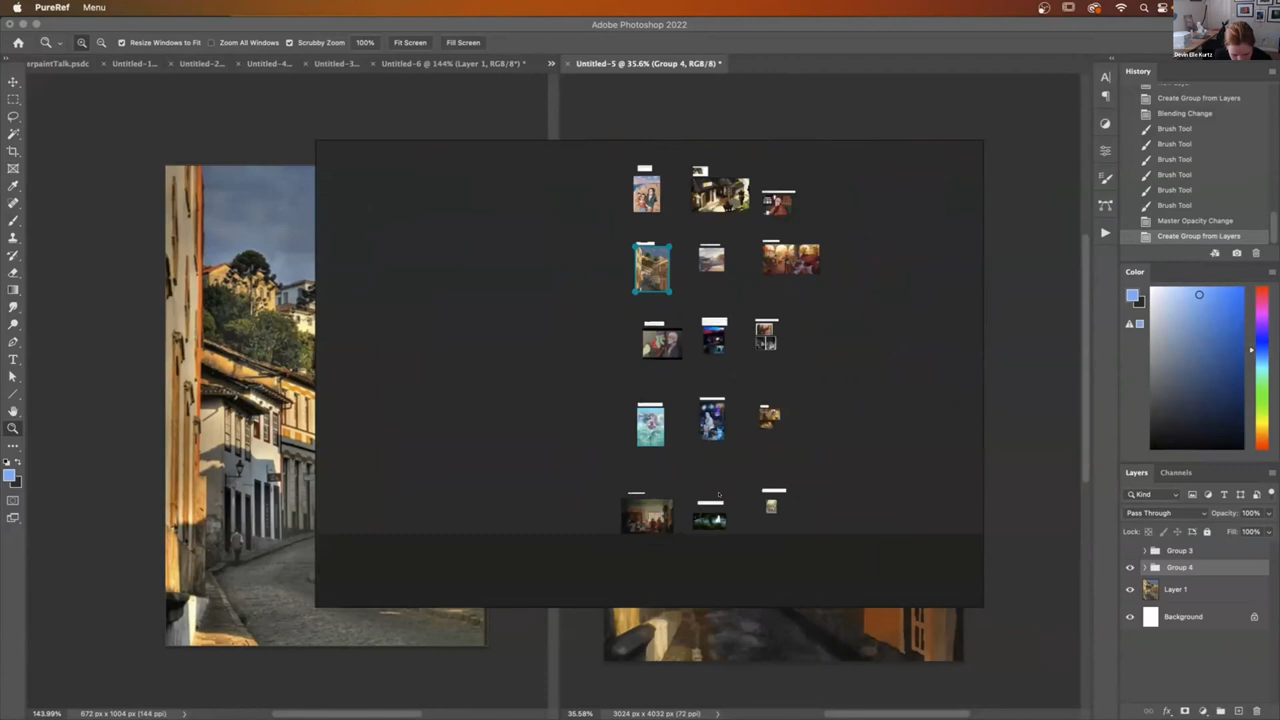 PureRef Menu
Adobe Photoshop 2022
Resize Windows to Fit Zoom All Windows Scrubby Zoom 100% Fit Screen Fill Screen
erpaintTalk.psdc × Untitled-1... × Untitled-2... × Untitled-4... × Untitled-3... × Untitled-6 @ 144% (Layer 1, RGB/8*) * × Untitled-5 @ 35.6% (Group 4, RGB/8) *
Devin Elle Kurtz
History
Create Group from Layers
Blending Change
Brush Tool
Brush Tool
Brush Tool
Brush Tool
Brush Tool
Brush Tool
Master Opacity Change
Create Group from Layers
Color
Layers Channels
Kind
Pass Through Opacity: 100%
Lock: Fill: 100%
Group 3
Group 4
Layer 1
Background
143.99% 672 px x 1004 px (144 ppi)
35.58% 3024 px x 4032 px (72 ppi)